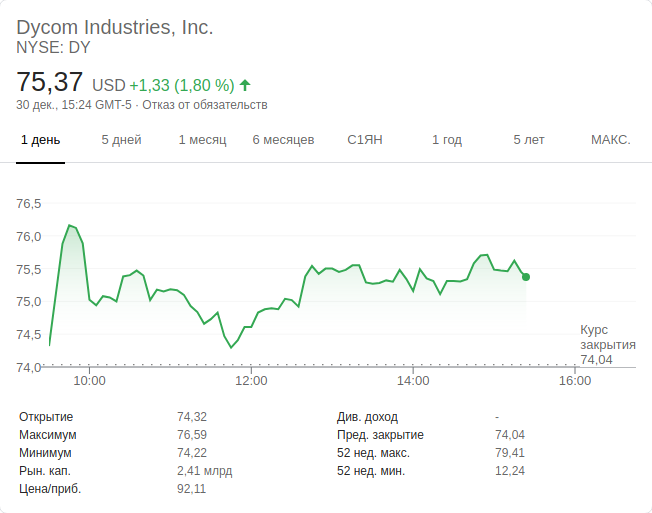 Dycom Industries, Inc.
NYSE: DY
75,37 USD +1,33 (1,80 %)
30 дек., 15:24 GMT-5 · Отказ от обязательств
1 день 5 дней 1 месяц 6 месяцев С1ЯН 1 год 5 лет МАКС.
76,5
76,0
75,5
75,0
74,5
74,0
Курс
закрытия
74,04
10:00 12:00 14:00 16:00
Открытие 74,32 Див. доход -
Максимум 76,59 Пред. закрытие 74,04
Минимум 74,22 52 нед. макс. 79,41
Рын. кап. 2,41 млрд 52 нед. мин. 12,24
Цена/приб. 92,11